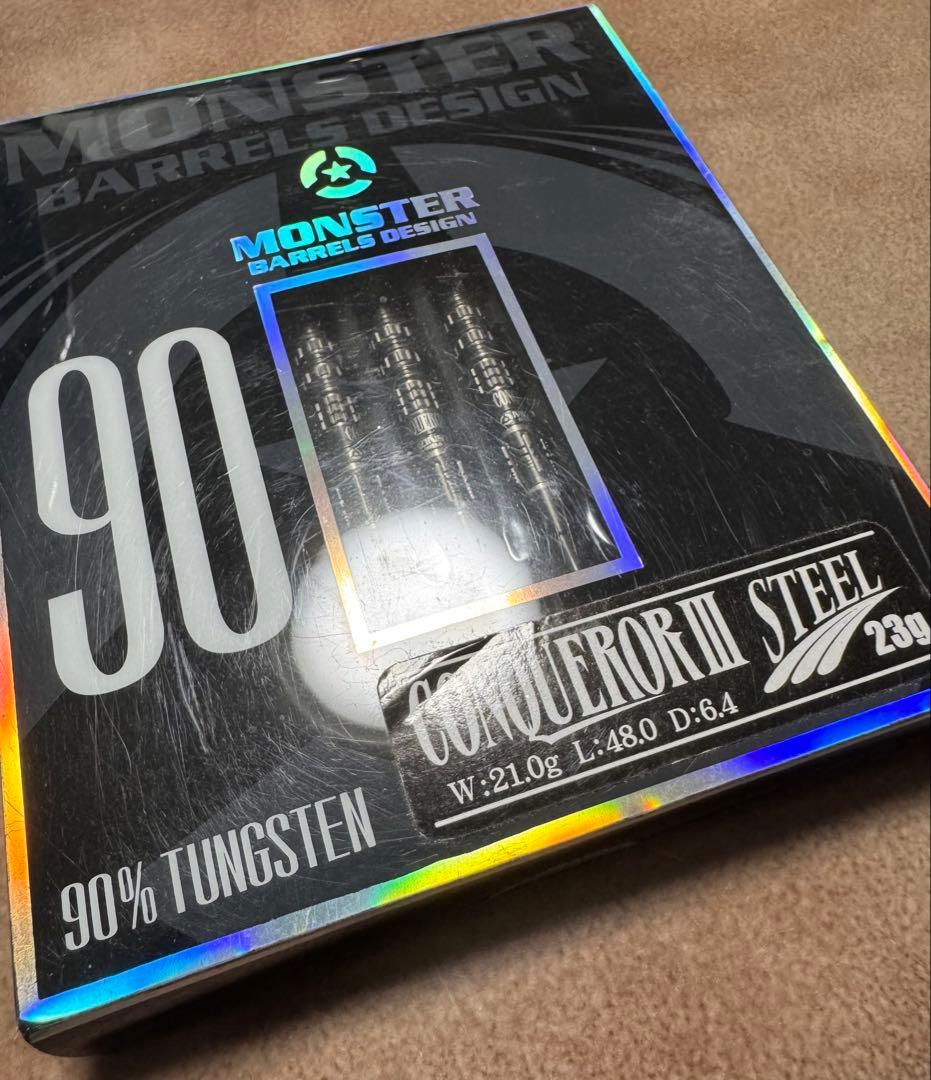 MONSTER
BARRELS DESIGN
MONSTER
BARRELS DESIGN
90
CONQUEROR III STEEL
23g
W:21.0g L:48.0 D:6.4
90% TUNGSTEN